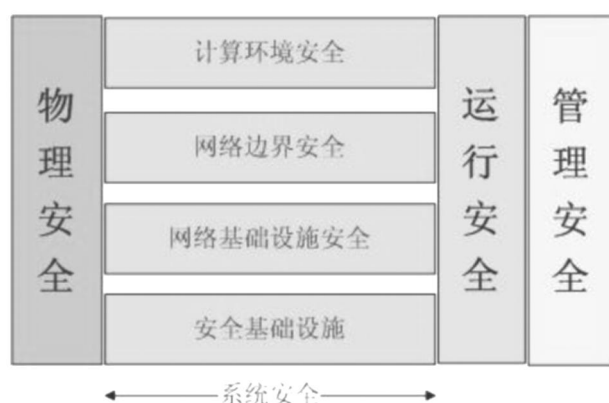 物理安全
计算环境安全
网络边界安全
网络基础设施安全
安全基础设施
运行安全
管理安全
系统安全